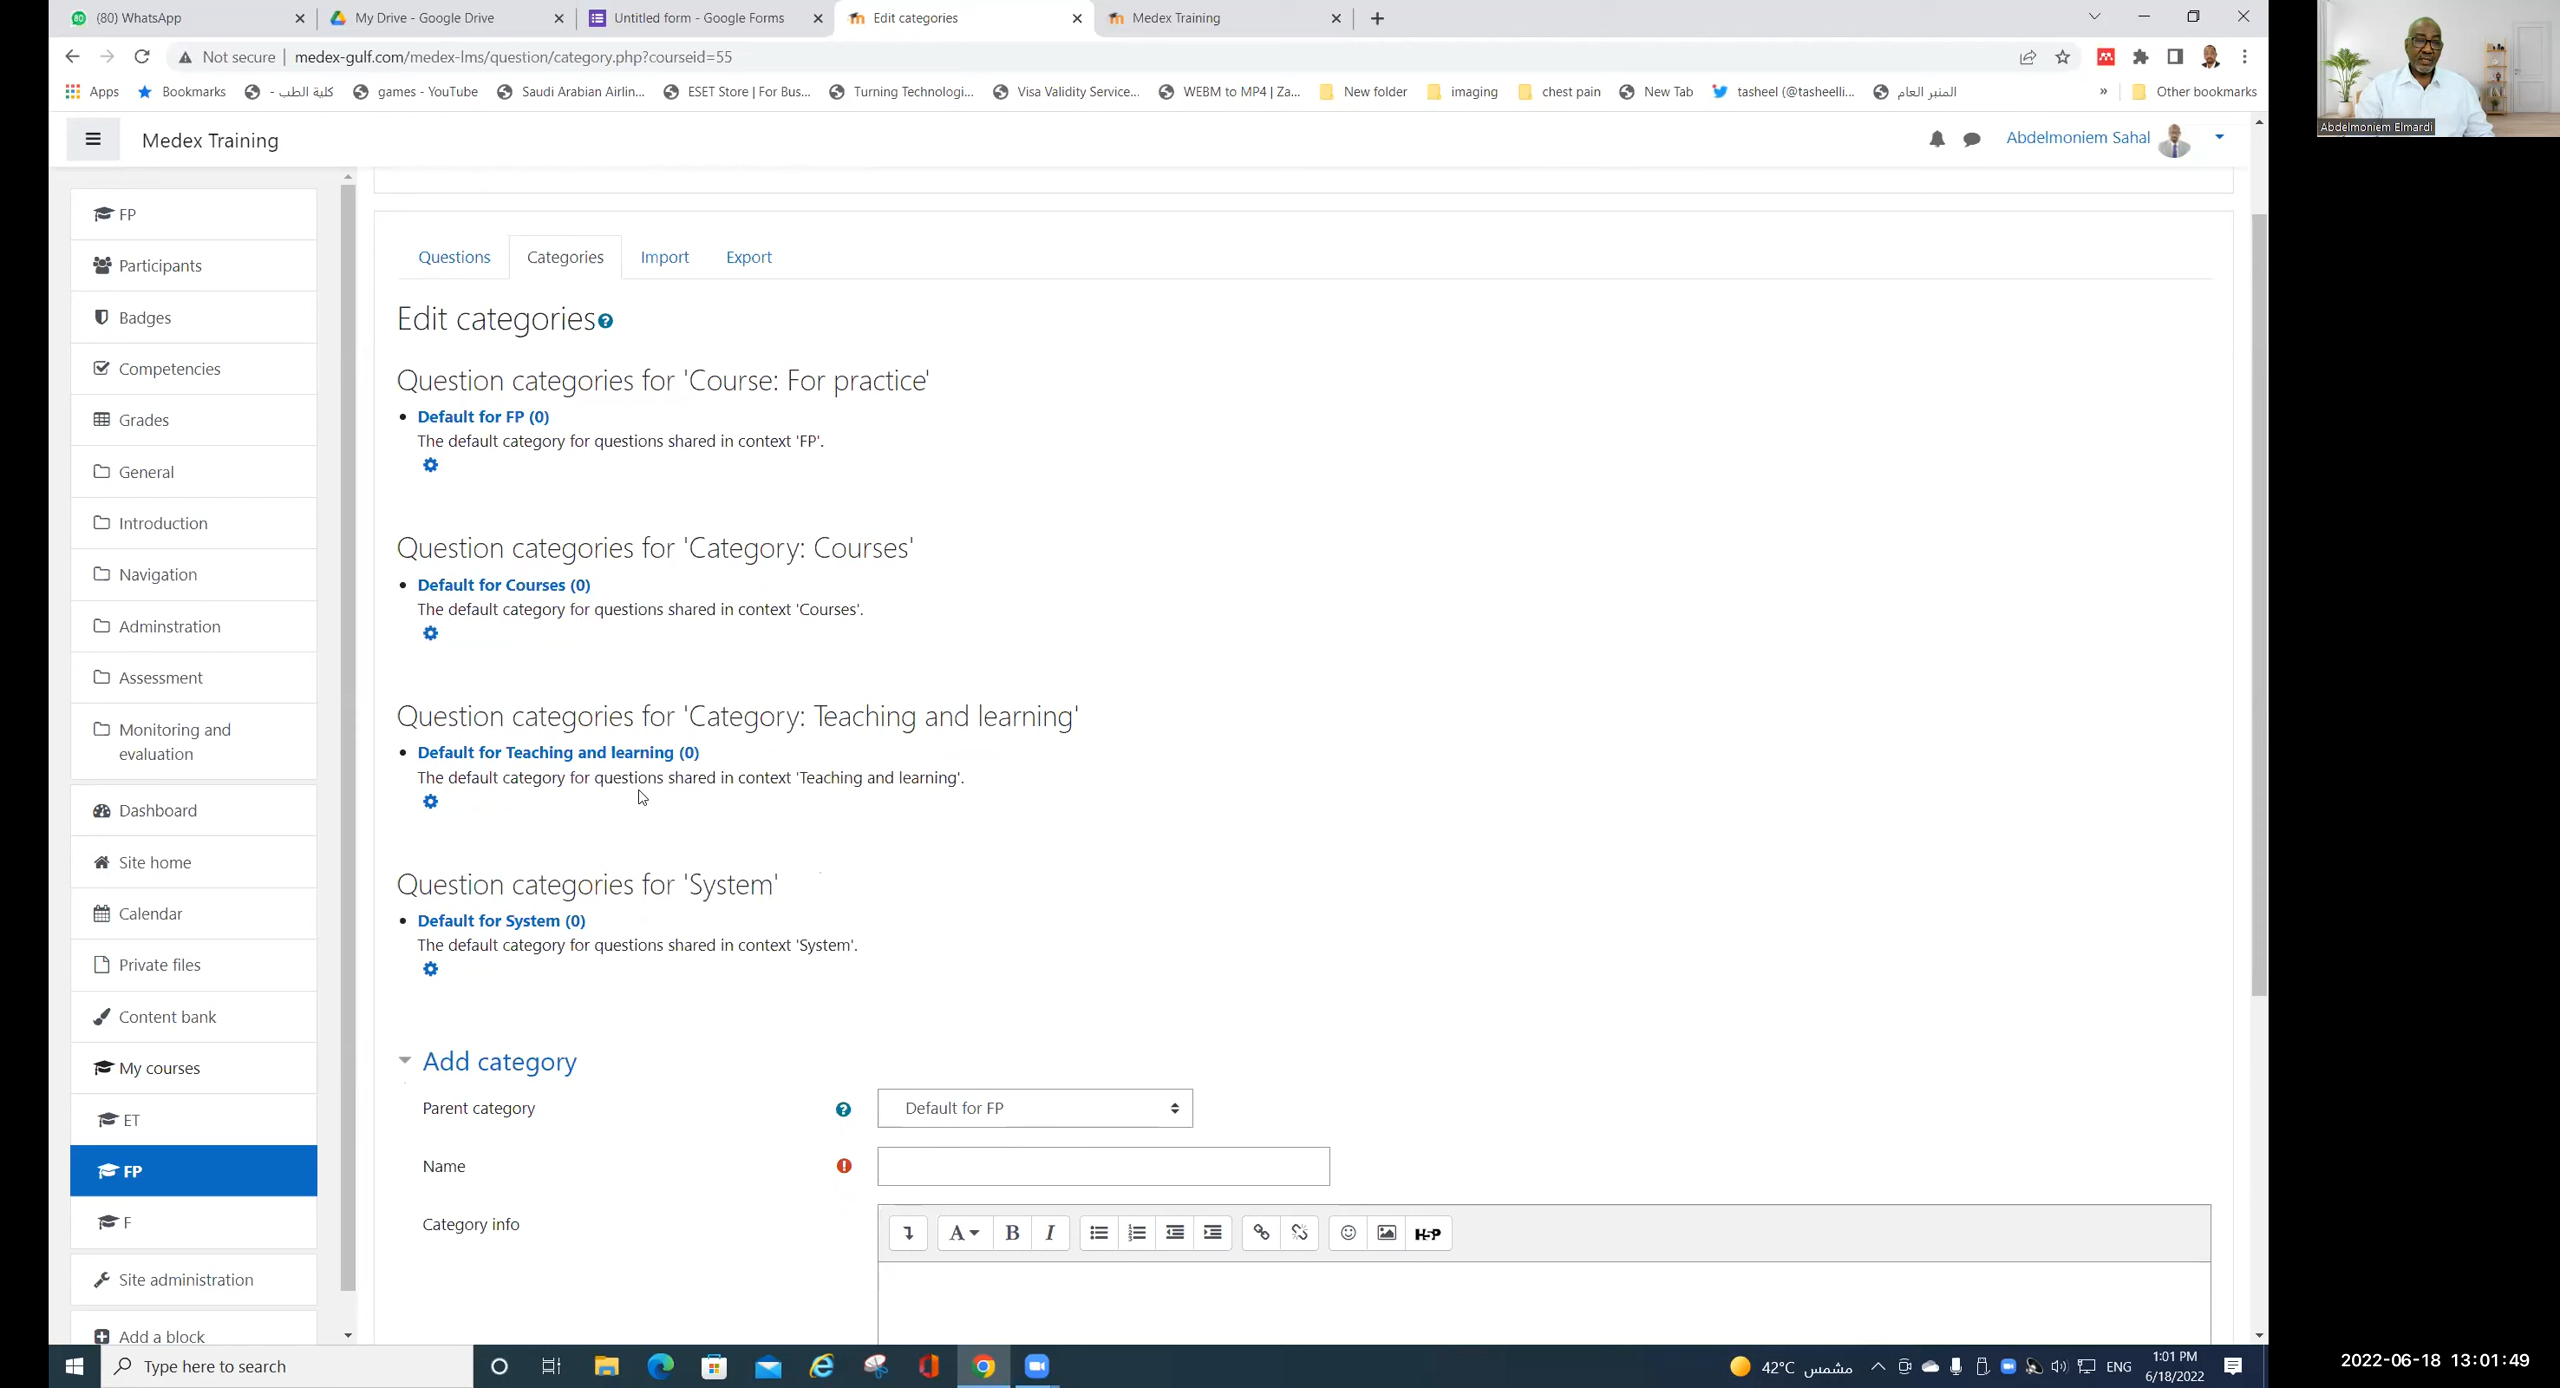 (80) WhatsApp
My Drive - Google Drive
Untitled form - Google Forms
Edit categories
Medex Training
Not secure
medex-gulf.com/medex-lms/question/category.php?courseid=55
Apps
Bookmarks
كلية الطب - 
games - YouTube
Saudi Arabian Airlin...
ESET Store | For Bus...
Turning Technologi...
Visa Validity Service...
WEBM to MP4 | Za...
New folder
imaging
chest pain
New Tab
tasheel (@tasheelli...
المنبر العام
»
Other bookmarks
Abdelmoniem Elmardi
Medex Training
Abdelmoniem Sahal
FP
Participants
Badges
Competencies
Grades
General
Introduction
Navigation
Adminstration
Assessment
Monitoring and
evaluation
Dashboard
Site home
Calendar
Private files
Content bank
My courses
ET
FP
F
Site administration
Add a block
Questions
Categories
Import
Export
Edit categories
Question categories for 'Course: For practice'
Default for FP (0)
The default category for questions shared in context 'FP'.
Question categories for 'Category: Courses'
Default for Courses (0)
The default category for questions shared in context 'Courses'.
Question categories for 'Category: Teaching and learning'
Default for Teaching and learning (0)
The default category for questions shared in context 'Teaching and learning'.
Question categories for 'System'
Default for System (0)
The default category for questions shared in context 'System'.
Add category
Parent category
Default for FP
Name
Category info
A
B
I
H5P
Type here to search
42°C
مشمس
ENG
1:01 PM
6/18/2022
2022-06-18 13:01:49